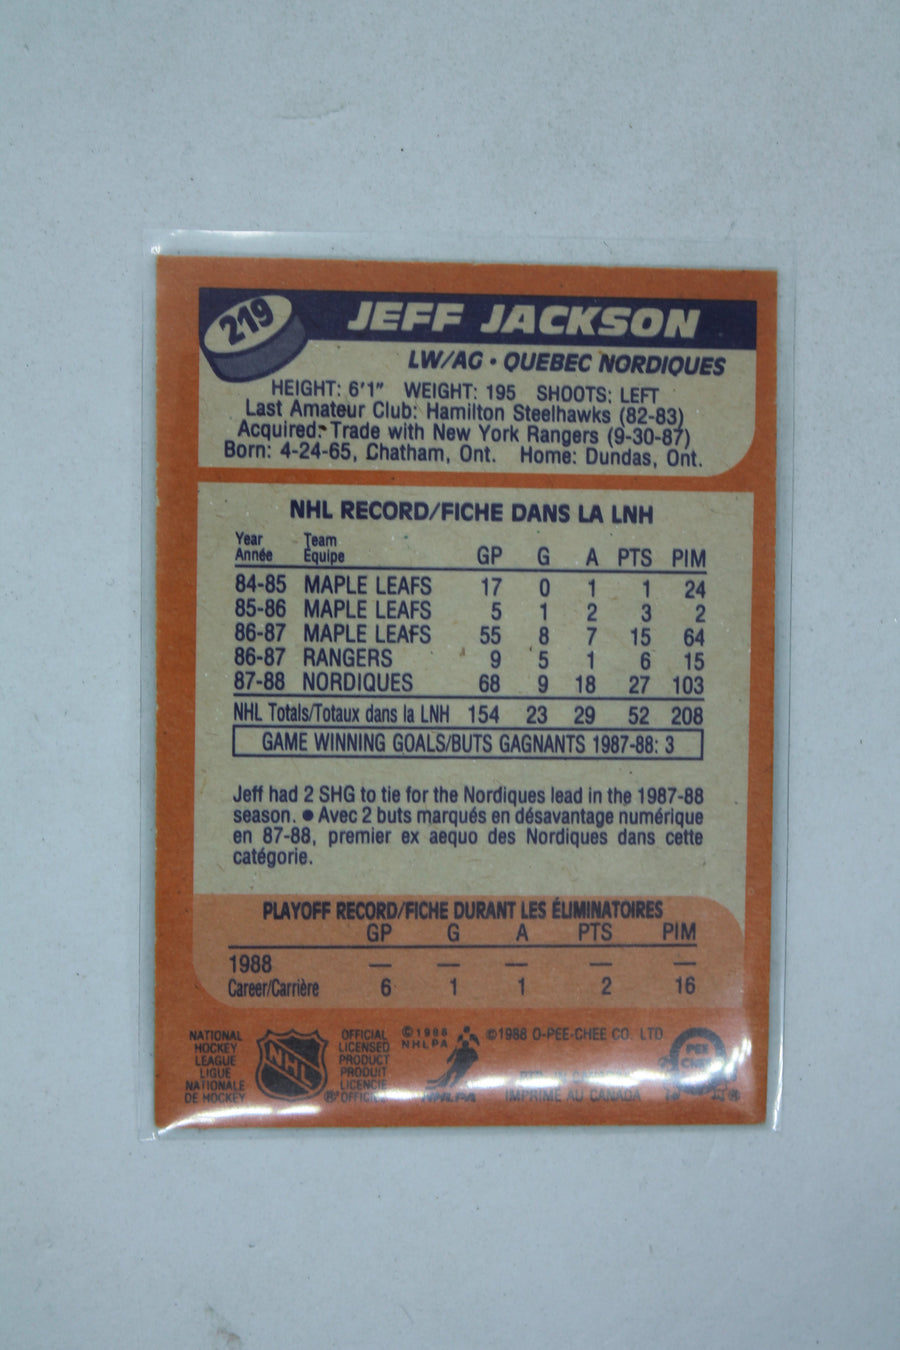 219
JEFF JACKSON
LW/AG • QUEBEC NORDIQUES
HEIGHT: 6'1" WEIGHT: 195 SHOOTS: LEFT
Last Amateur Club: Hamilton Steelhawks (82-83)
Acquired: Trade with New York Rangers (9-30-87)
Born: 4-24-65, Chatham, Ont. Home: Dundas, Ont.
NHL RECORD/FICHE DANS LA LNH
Year Team
Année Équipe GP G A PTS PIM
84-85 MAPLE LEAFS 17 0 1 1 24
85-86 MAPLE LEAFS 5 1 2 3 2
86-87 MAPLE LEAFS 55 8 7 15 64
86-87 RANGERS 9 5 1 6 15
87-88 NORDIQUES 68 9 18 27 103
NHL Totals/Totaux dans la LNH 154 23 29 52 208
GAME WINNING GOALS/BUTS GAGNANTS 1987-88: 3
Jeff had 2 SHG to tie for the Nordiques lead in the 1987-88
season. ● Avec 2 buts marqués en désavantage numérique
en 87-88, premier ex aequo des Nordiques dans cette
catégorie.
PLAYOFF RECORD/FICHE DURANT LES ÉLIMINATOIRES
GP G A PTS PIM
1988 — — — — —
Career/Carrière 6 1 1 2 16
NATIONAL
HOCKEY
LEAGUE
LIGUE
NATIONALE
DE HOCKEY
NHL
®
OFFICIAL
LICENSED
PRODUCT
PRODUIT
LICENCIE
OFFICIEL
©1988
NHLPA
NHLPA
©1988 O-PEE-CHEE CO. LTD
IMPRIME AU CANADA
PEE
CHEE